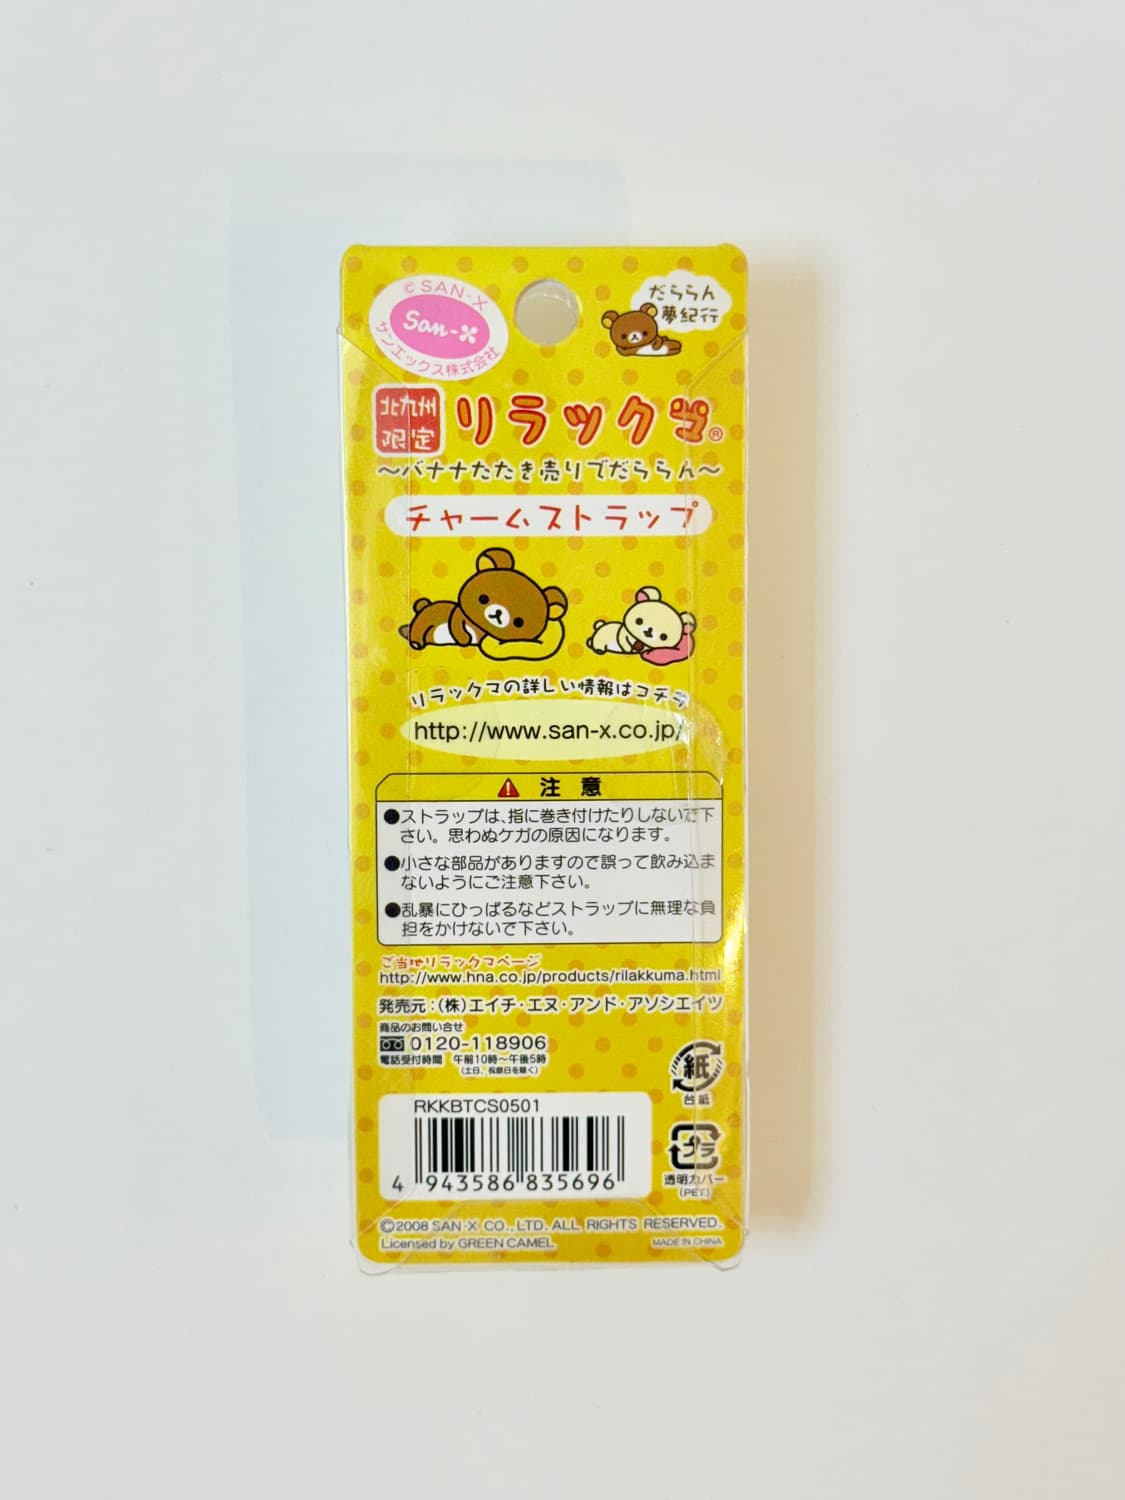 © SAN-X
San-X
サンエックス株式会社
だららん
夢紀行
北九州
限定
リラックマ®
～バナナたたき売りでだららん～
チャームストラップ
リラックマの詳しい情報はコチラ
http://www.san-x.co.jp/
注 意
●ストラップは、指に巻き付けたりしないで下
さい。思わぬケガの原因になります。
●小さな部品がありますので誤って飲み込ま
ないようにご注意下さい。
●乱暴にひっぱるなどストラップに無理な負
担をかけないで下さい。
ご当地リラックマページ
http://www.hna.co.jp/products/rilakkuma.html
発売元：(株)エイチ・エヌ・アンド・アソシエイツ
商品のお問い合せ
0120-118906
電話受付時間 午前10時～午後5時
(土日、祝祭日を除く)
紙
台紙
RKKBTCS0501
4 943586 835696
プラ
透明カバー
(PET)
©2008 SAN-X CO., LTD. ALL RIGHTS RESERVED.
Licensed by GREEN CAMEL
MADE IN CHINA